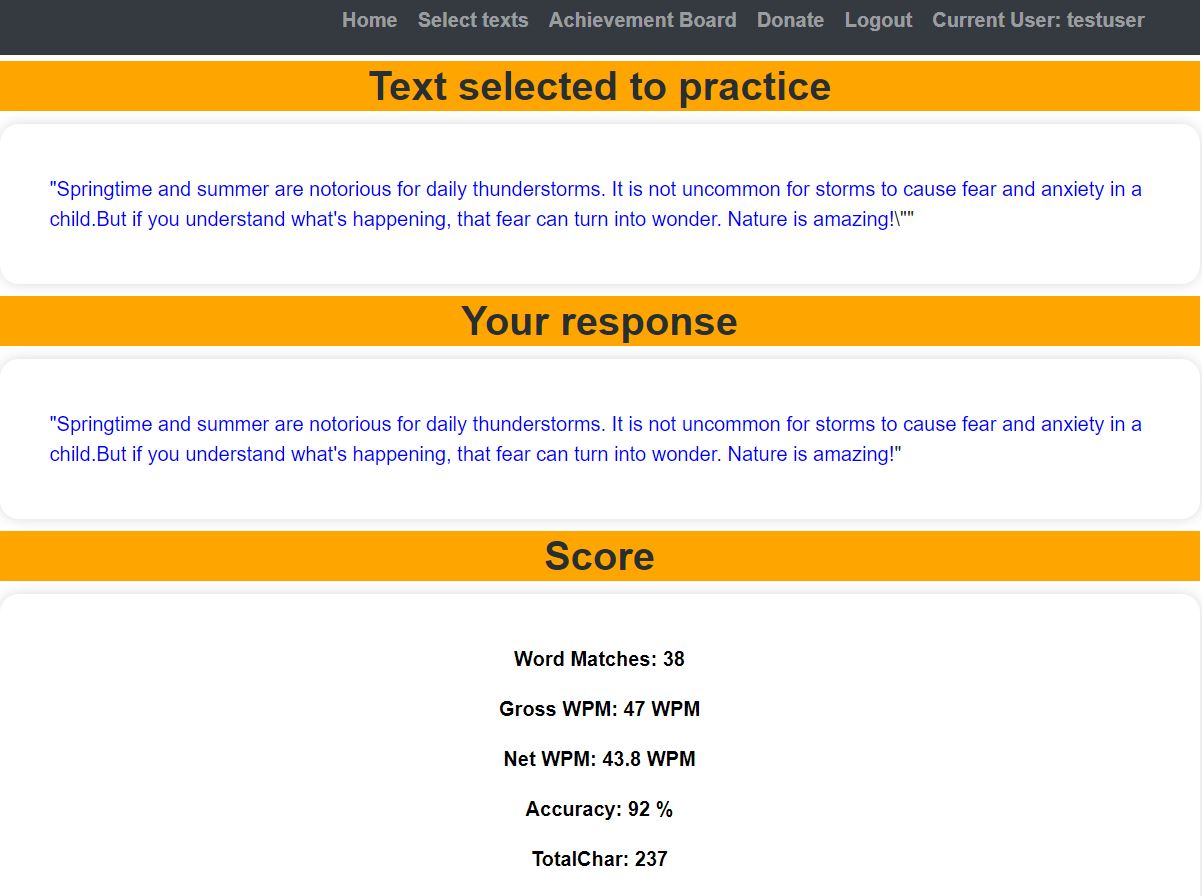 Home Select texts Achievement Board Donate Logout Current User: testuser
Text selected to practice
"Springtime and summer are notorious for daily thunderstorms. It is not uncommon for storms to cause fear and anxiety in a
child.But if you understand what's happening, that fear can turn into wonder. Nature is amazing!\""
Your response
"Springtime and summer are notorious for daily thunderstorms. It is not uncommon for storms to cause fear and anxiety in a
child.But if you understand what's happening, that fear can turn into wonder. Nature is amazing!"
Score
Word Matches: 38
Gross WPM: 47 WPM
Net WPM: 43.8 WPM
Accuracy: 92 %
TotalChar: 237